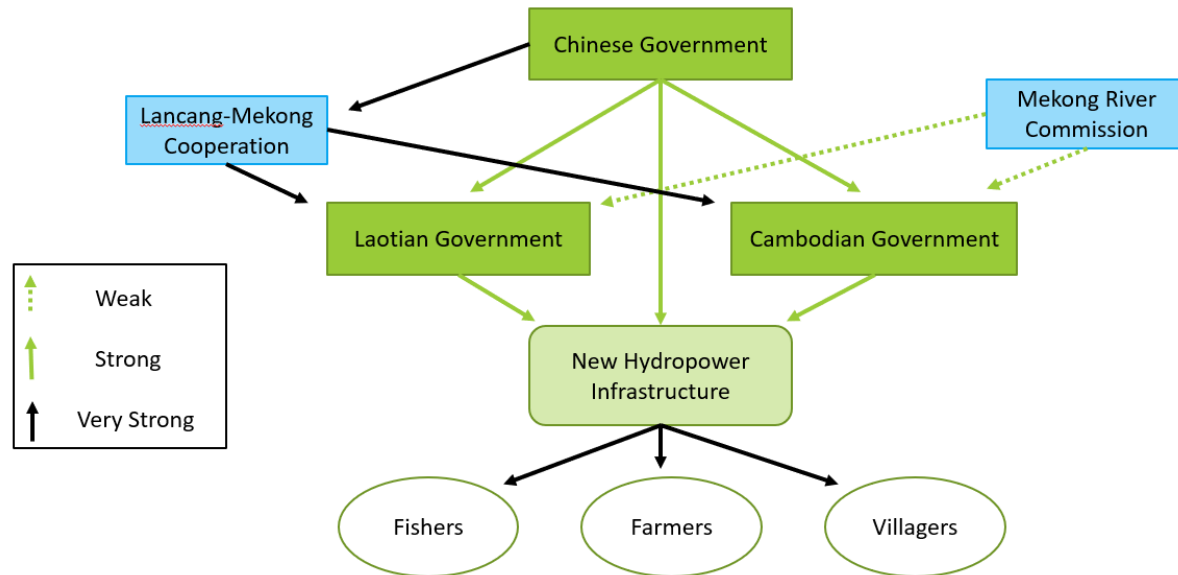 Chinese Government
Lancang-Mekong
Cooperation
Mekong River
Commission
Laotian Government
Cambodian Government
Weak
Strong
Very Strong
New Hydropower
Infrastructure
Fishers
Farmers
Villagers